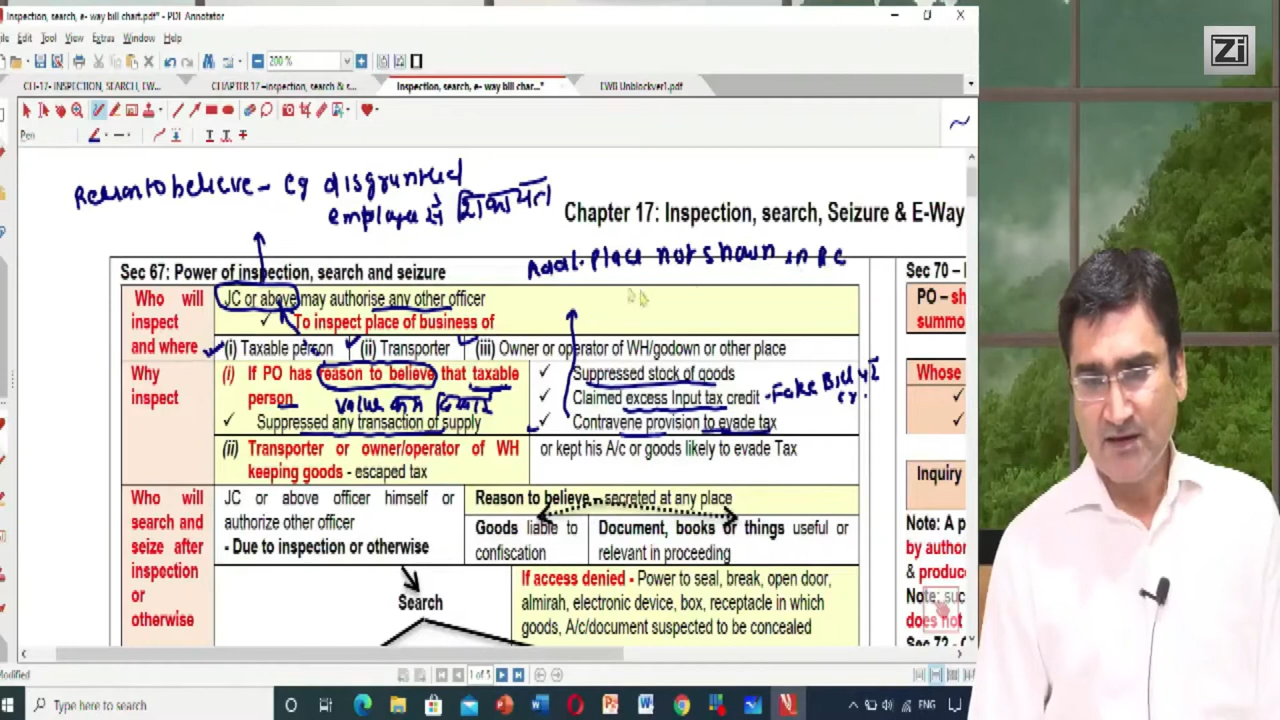 Inspection, search, e- way bill chart.pdf* - PDF Annotator
Zi
Edit Tool View Extras Window Help
200 %
CH-17- INSPECTION, SEARCH, EW...
CHAPTER 17 –inspection, search & s...
Inspection, search, e- way bill char...*
EWB Unblockver1.pdf
Pen
Reason to believe - eg disgruntled
employee
Chapter 17: Inspection, search, Seizure & E-Way
Addl. place not shown in RC
Sec 67: Power of inspection, search and seizure
Sec 70 –
Who will inspect and where
JC or above may authorise any other officer
✓ To inspect place of business of
(i) Taxable person
(ii) Transporter
(iii) Owner or operator of WH/godown or other place
PO – sh
summo
Why inspect
(i) If PO has reason to believe that taxable
person
value
✓ Suppressed any transaction of supply
✓ Suppressed stock of goods
✓ Claimed excess Input tax credit
- Fake Bill
✓ Contravene provision to evade tax
Whose
(ii) Transporter or owner/operator of WH
keeping goods - escaped tax
or kept his A/c or goods likely to evade Tax
Inquiry
Who will search and seize after inspection or otherwise
JC or above officer himself or
authorize other officer
- Due to inspection or otherwise
Reason to believe - secreted at any place
Goods liable to
confiscation
Document, books or things useful or
relevant in proceeding
Note: A p
by author
& produce
Note: suc
does not
Search
If access denied - Power to seal, break, open door,
almirah, electronic device, box, receptacle in which
goods, A/c/document suspected to be concealed
Modified
1 of 5
Type here to search
ENG